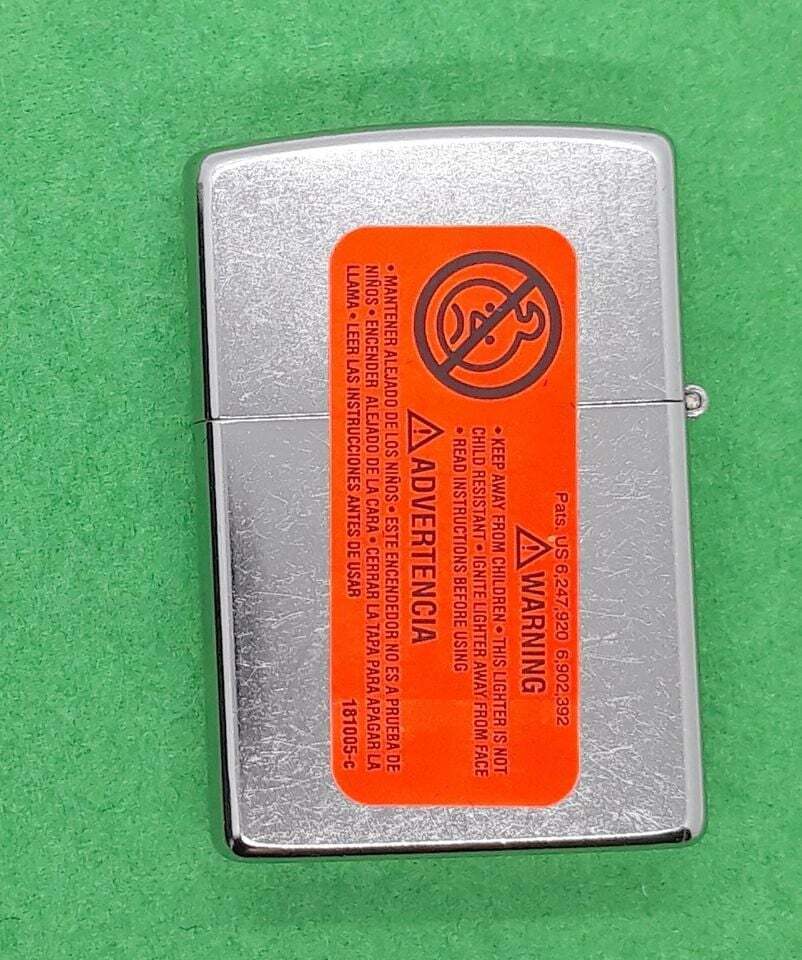 Pats. US 6,247,920 6,902,392
⚠ WARNING
• KEEP AWAY FROM CHILDREN • THIS LIGHTER IS NOT
CHILD RESISTANT • IGNITE LIGHTER AWAY FROM FACE
• READ INSTRUCTIONS BEFORE USING
⚠ ADVERTENCIA
• MANTENER ALEJADO DE LOS NIÑOS • ESTE ENCENDEDOR NO ES A PRUEBA DE
NIÑOS • ENCENDER ALEJADO DE LA CARA • CERRAR LA TAPA PARA APAGAR LA
LLAMA • LEER LAS INSTRUCCIONES ANTES DE USAR
181005-c